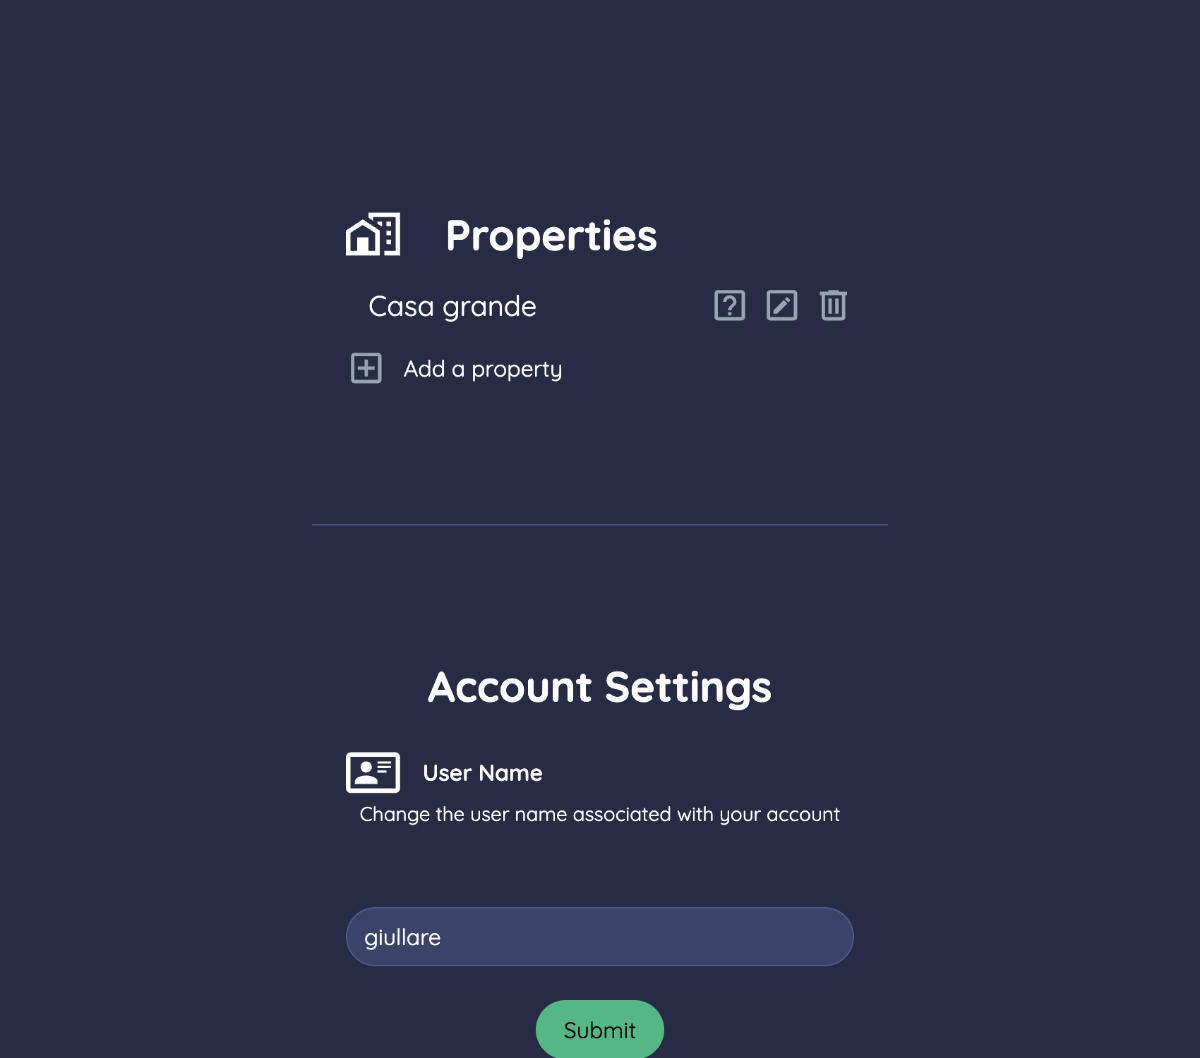 Properties
Casa grande
Add a property
Account Settings
User Name
Change the user name associated with your account
giullare
Submit